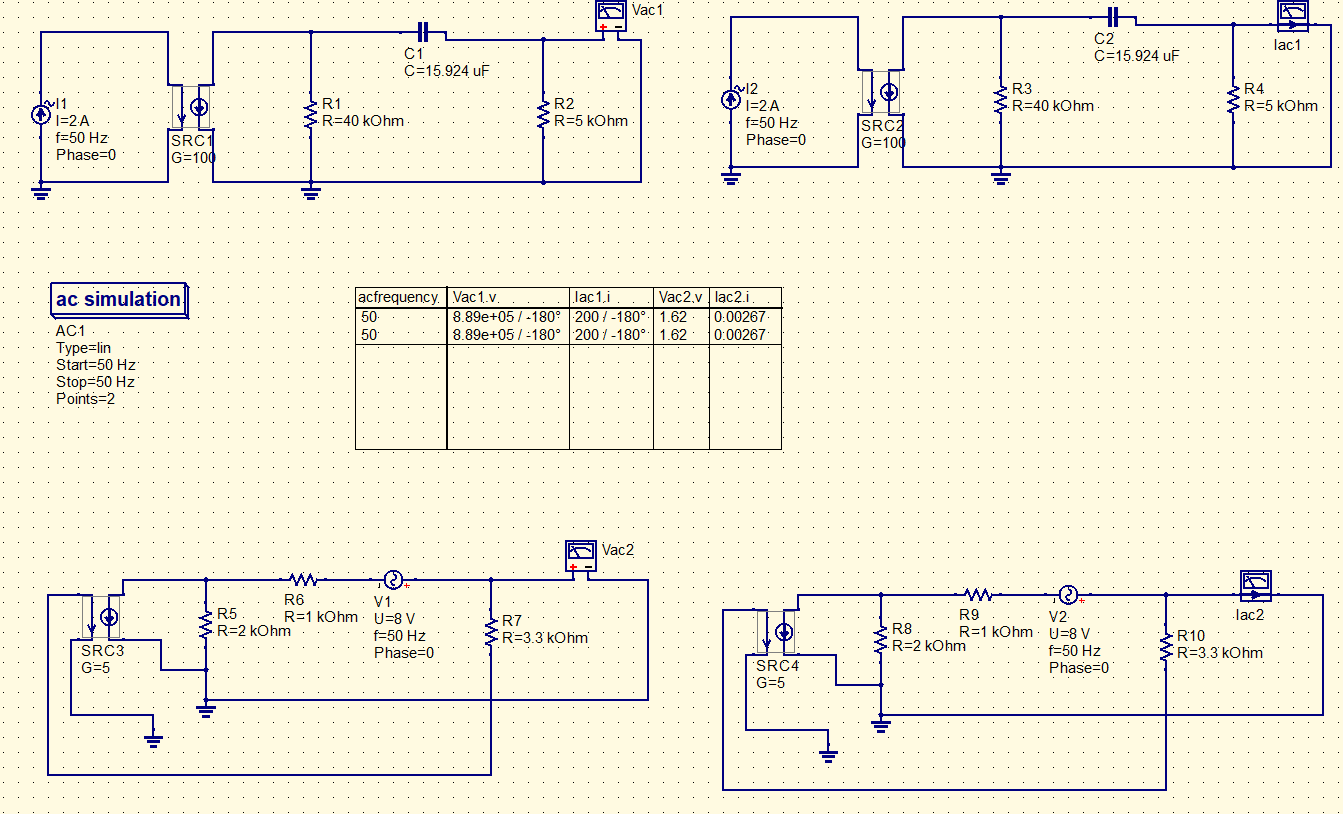 Vac1
C1
C=15.924 uF
I1
I=2 A
f=50 Hz
Phase=0
SRC1
G=100
R1
R=40 kOhm
R2
R=5 kOhm
Iac1
C2
C=15.924 uF
I2
I=2 A
f=50 Hz
Phase=0
SRC2
G=100
R3
R=40 kOhm
R4
R=5 kOhm
ac simulation
AC1
Type=lin
Start=50 Hz
Stop=50 Hz
Points=2
acfrequency Vac1.v Iac1.i Vac2.v Iac2.i
50 8.89e+05 / -180° 200 / -180° 1.62 0.00267
50 8.89e+05 / -180° 200 / -180° 1.62 0.00267
Vac2
SRC3
G=5
R5
R=2 kOhm
R6
R=1 kOhm
V1
U=8 V
f=50 Hz
Phase=0
R7
R=3.3 kOhm
Iac2
SRC4
G=5
R8
R=2 kOhm
R9
R=1 kOhm
V2
U=8 V
f=50 Hz
Phase=0
R10
R=3.3 kOhm